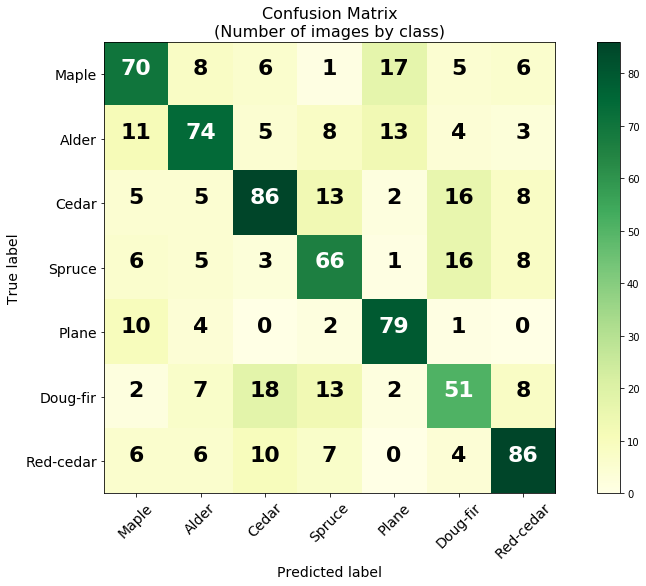 Confusion Matrix
(Number of images by class)
Maple 70 8 6 1 17 5 6
Alder 11 74 5 8 13 4 3
Cedar 5 5 86 13 2 16 8
Spruce 6 5 3 66 1 16 8
Plane 10 4 0 2 79 1 0
Doug-fir 2 7 18 13 2 51 8
Red-cedar 6 6 10 7 0 4 86
True label
Maple Alder Cedar Spruce Plane Doug-fir Red-cedar
Predicted label
80
70
60
50
40
30
20
10
0